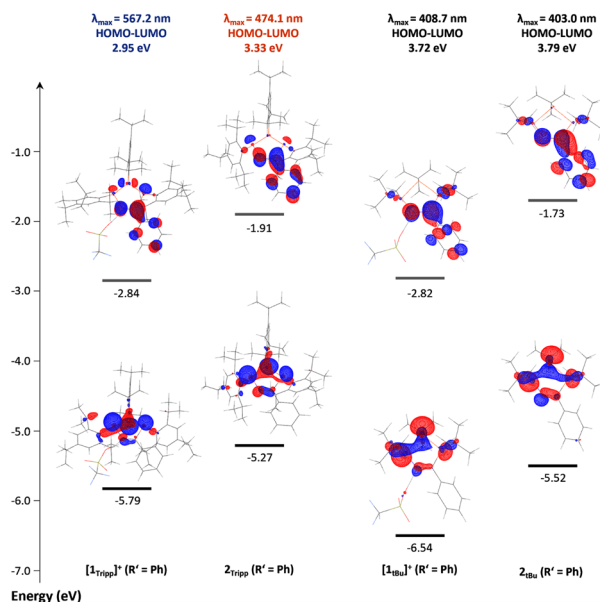 λmax = 567.2 nm
HOMO-LUMO
2.95 eV
λmax = 474.1 nm
HOMO-LUMO
3.33 eV
λmax = 408.7 nm
HOMO-LUMO
3.72 eV
λmax = 403.0 nm
HOMO-LUMO
3.79 eV
-1.0
-2.0
-3.0
-4.0
-5.0
-6.0
-7.0
-2.84
-1.91
-2.82
-1.73
-5.79
-5.27
-6.54
-5.52
[1Tripp]+ (R' = Ph)
2Tripp (R' = Ph)
[1tBu]+ (R' = Ph)
2tBu (R' = Ph)
Energy (eV)